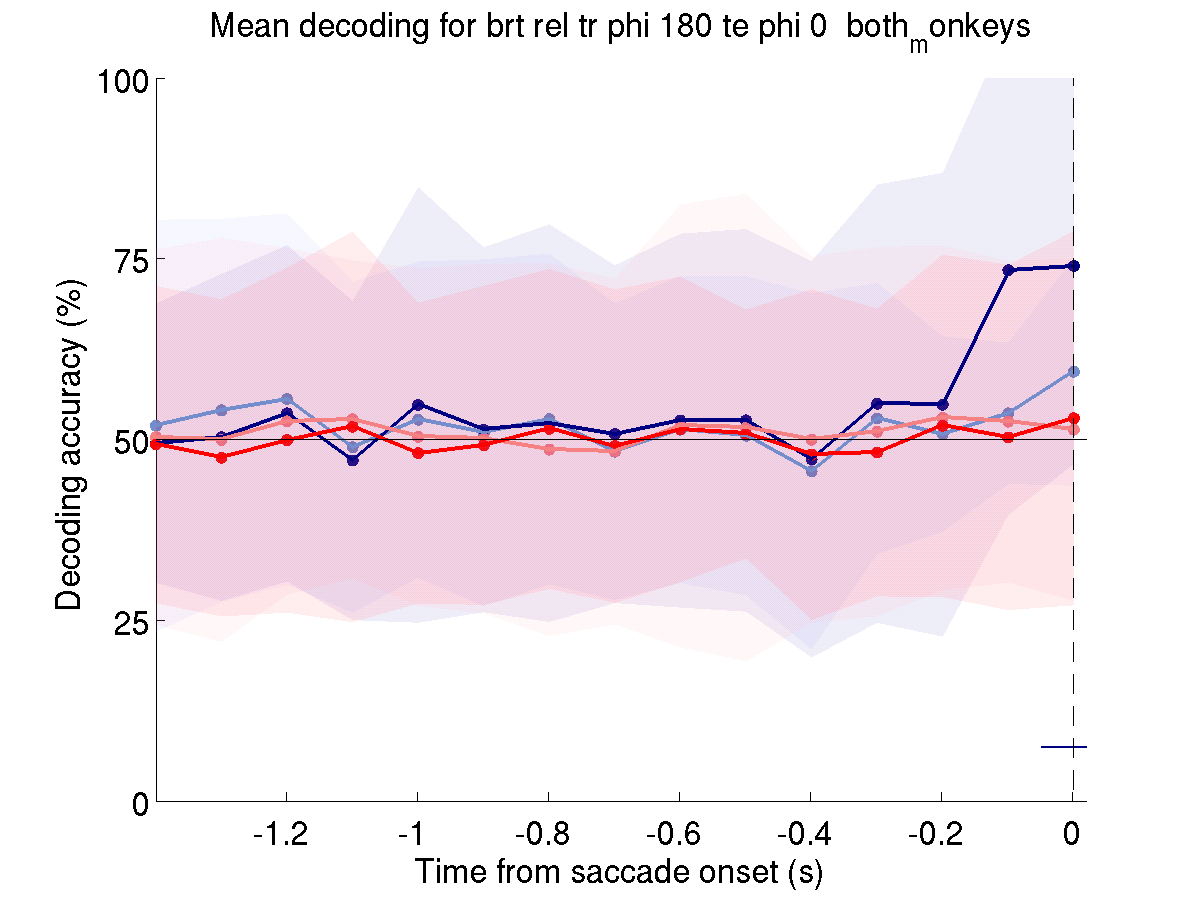 Mean decoding for brt rel tr phi 180 te phi 0 both_monkeys
100
75
50
25
0
Decoding accuracy (%)
-1.2 -1 -0.8 -0.6 -0.4 -0.2 0
Time from saccade onset (s)